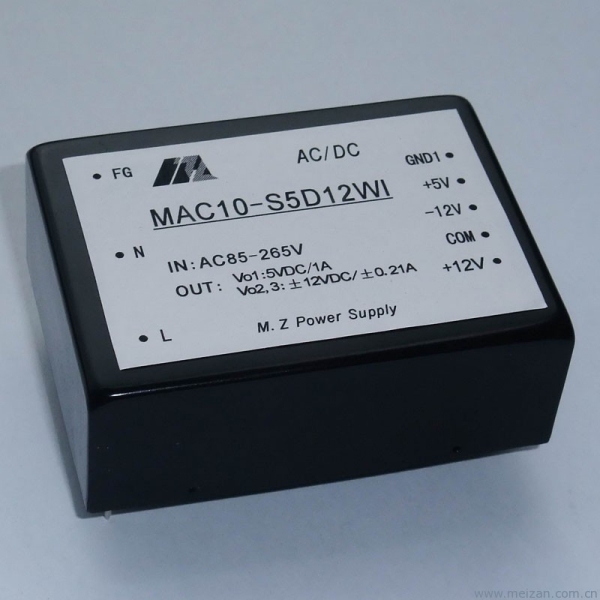 FG
AC/DC
GND1
MAC10-S5D12WI
+5V
-12V
N
IN:AC85-265V
COM
OUT: Vo1:5VDC/1A
Vo2,3:±12VDC/±0.21A
+12V
L
M.Z Power Supply
www.meizan.com.cn